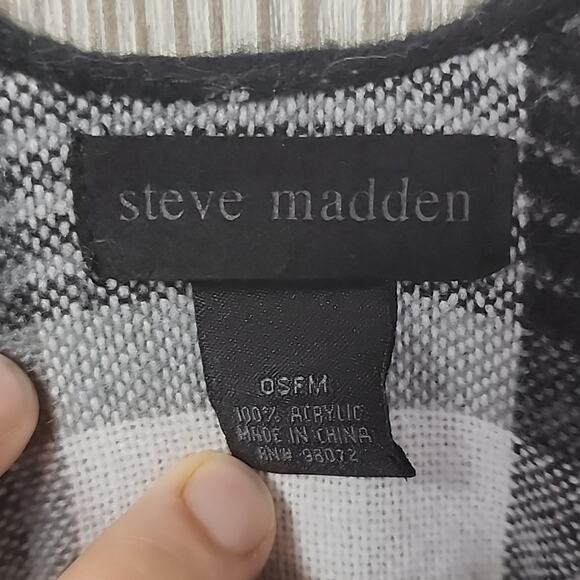 steve madden
OSFM
100% ACRYLIC
MADE IN CHINA
RN# 98072